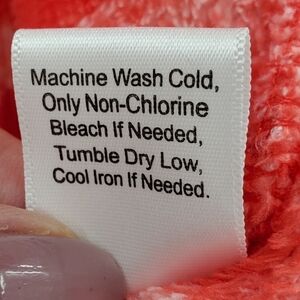 Machine Wash Cold,
Only Non-Chlorine
Bleach If Needed,
Tumble Dry Low,
Cool Iron If Needed.